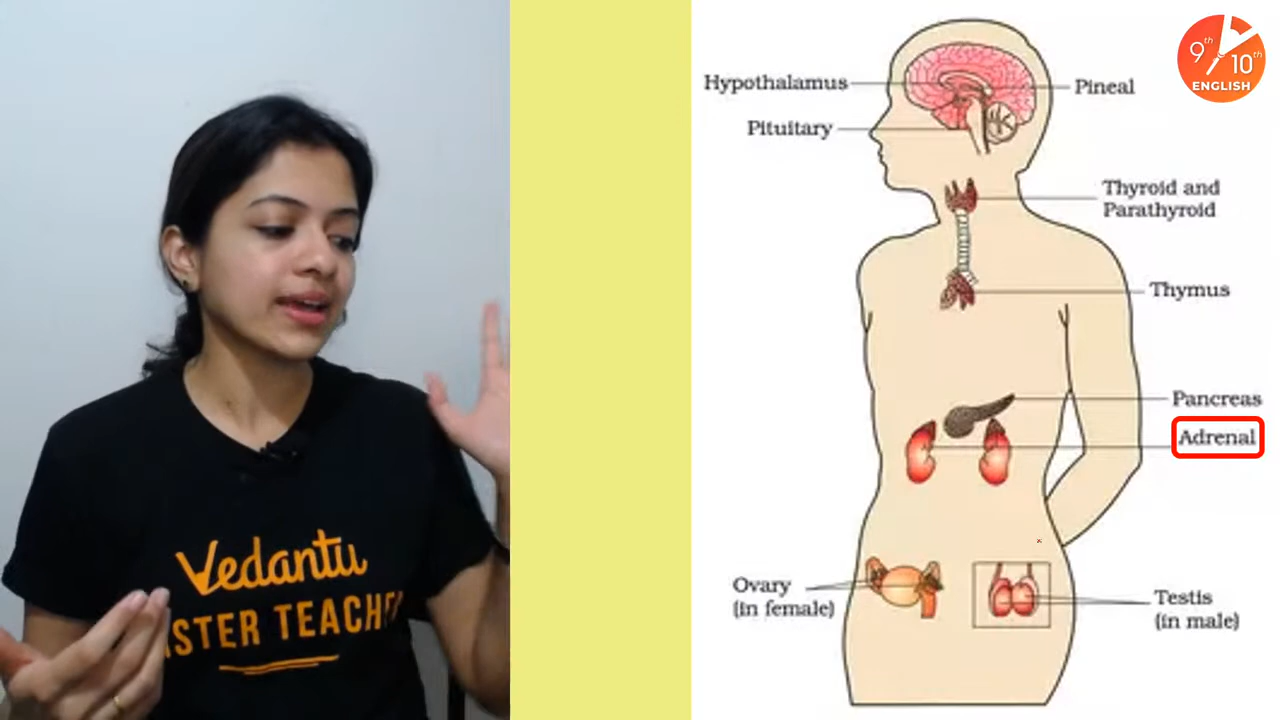 Vedantu
STER TEACHE
Hypothalamus
Pituitary
Pineal
Thyroid and
Parathyroid
Thymus
Pancreas
Adrenal
Ovary
(in female)
Testis
(in male)
9th
10th
ENGLISH